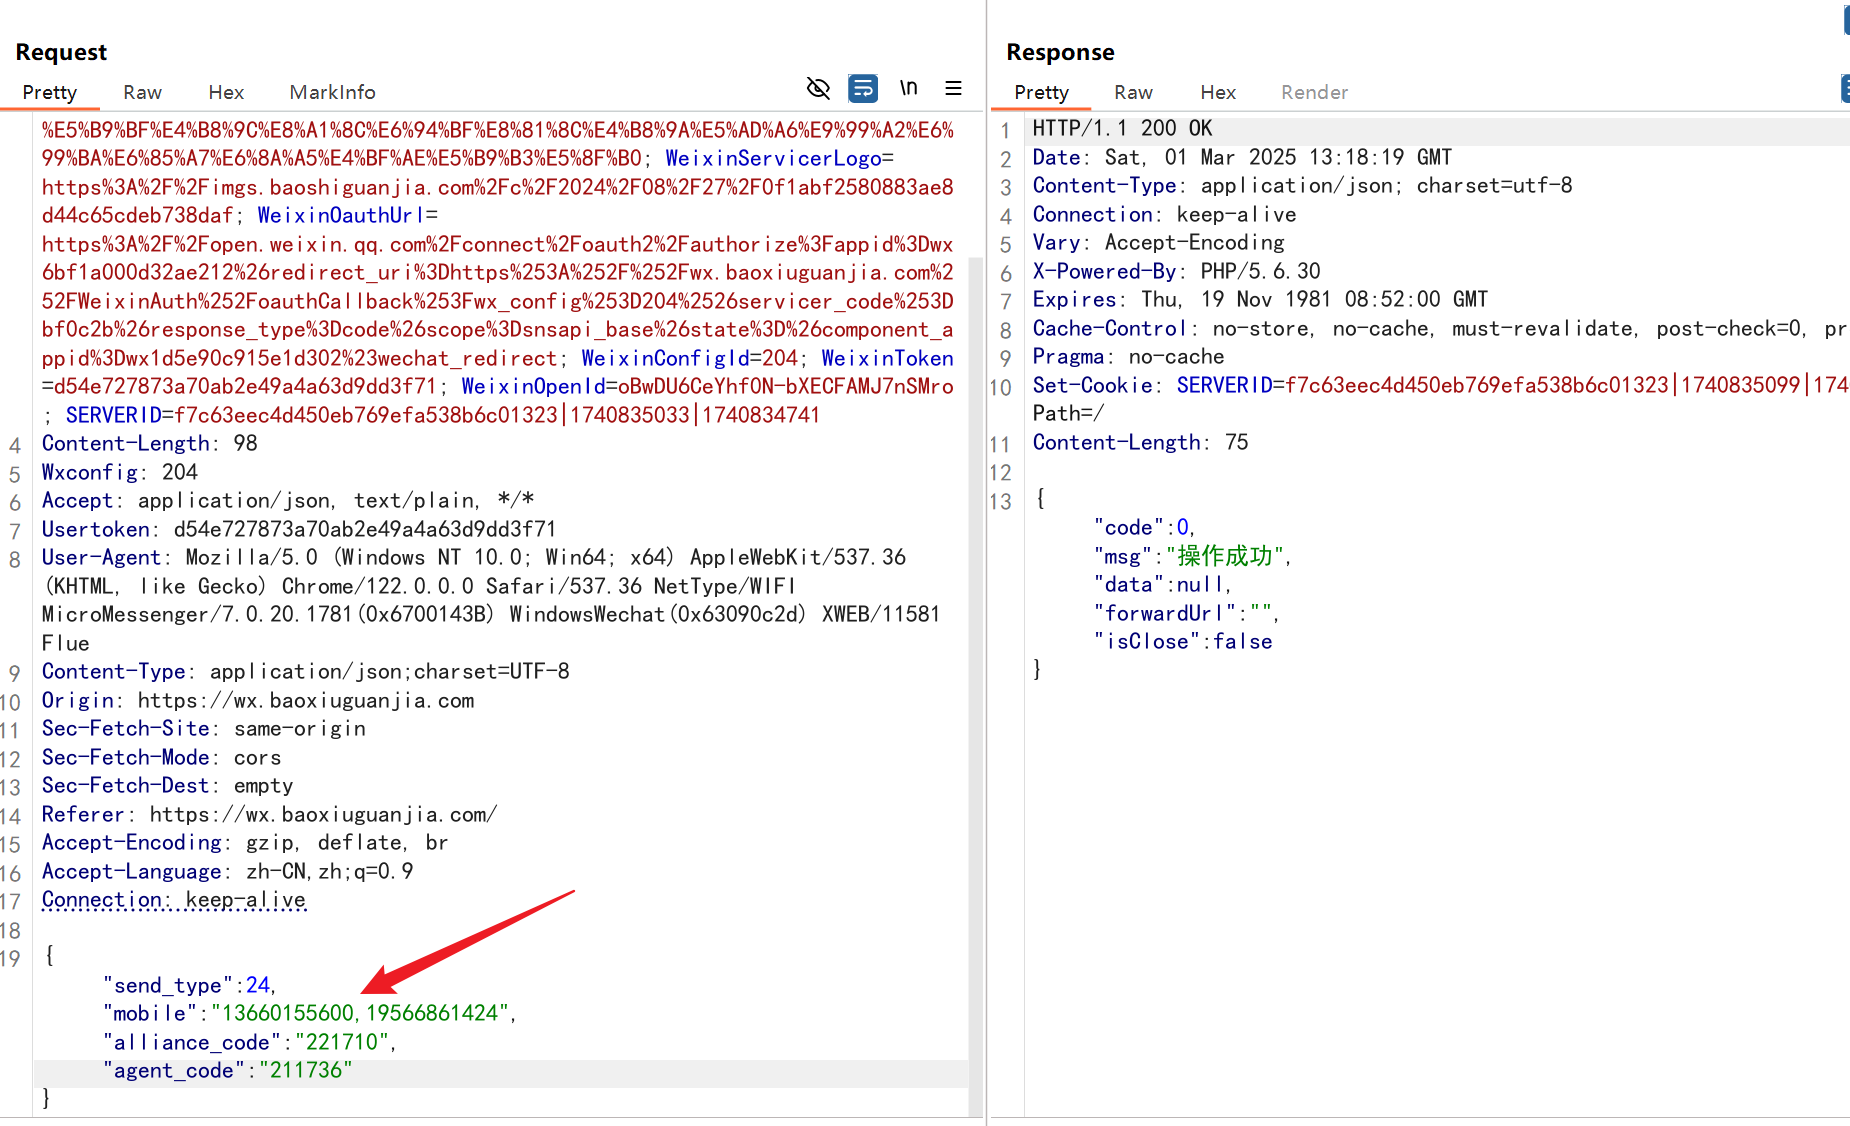 Request
Pretty Raw Hex MarkInfo \n
%E5%B9%BF%E4%B8%9C%E8%A1%8C%E6%94%BF%E8%81%8C%E4%B8%9A%E5%AD%A6%E9%99%A2%E6%
99%BA%E6%85%A7%E6%8A%A5%E4%BF%AE%E5%B9%B3%E5%8F%B0; WeixinServicerLogo=
https%3A%2F%2Fimgs.baoshiguanjia.com%2Fc%2F2024%2F08%2F27%2F0f1abf2580883ae8
d44c65cdeb738daf; WeixinOauthUrl=
https%3A%2F%2Fopen.weixin.qq.com%2Fconnect%2Foauth2%2Fauthorize%3Fappid%3Dwx
6bf1a000d32ae212%26redirect_uri%3Dhttps%253A%252F%252Fwx.baoxiuguanjia.com%2
52FWeixinAuth%252FoauthCallback%253Fwx_config%253D204%2526servicer_code%253D
bf0c2b%26response_type%3Dcode%26scope%3Dsnsapi_base%26state%3D%26component_a
ppid%3Dwx1d5e90c915e1d302%23wechat_redirect; WeixinConfigId=204; WeixinToken
=d54e727873a70ab2e49a4a63d9dd3f71; WeixinOpenId=oBwDU6CeYhfON-bXECFAMJ7nSMro
; SERVERID=f7c63eec4d450eb769efa538b6c01323|1740835033|1740834741
4 Content-Length: 98
5 Wxconfig: 204
6 Accept: application/json, text/plain, */*
7 Usertoken: d54e727873a70ab2e49a4a63d9dd3f71
8 User-Agent: Mozilla/5.0 (Windows NT 10.0; Win64; x64) AppleWebKit/537.36
(KHTML, like Gecko) Chrome/122.0.0.0 Safari/537.36 NetType/WIFI
MicroMessenger/7.0.20.1781(0x6700143B) WindowsWechat(0x63090c2d) XWEB/11581
Flue
9 Content-Type: application/json;charset=UTF-8
10 Origin: https://wx.baoxiuguanjia.com
11 Sec-Fetch-Site: same-origin
12 Sec-Fetch-Mode: cors
13 Sec-Fetch-Dest: empty
14 Referer: https://wx.baoxiuguanjia.com/
15 Accept-Encoding: gzip, deflate, br
16 Accept-Language: zh-CN,zh;q=0.9
17 Connection: keep-alive
18
19 {
"send_type":24,
"mobile":"13660155600,19566861424",
"alliance_code":"221710",
"agent_code":"211736"
}
Response
Pretty Raw Hex Render
1 HTTP/1.1 200 OK
2 Date: Sat, 01 Mar 2025 13:18:19 GMT
3 Content-Type: application/json; charset=utf-8
4 Connection: keep-alive
5 Vary: Accept-Encoding
6 X-Powered-By: PHP/5.6.30
7 Expires: Thu, 19 Nov 1981 08:52:00 GMT
8 Cache-Control: no-store, no-cache, must-revalidate, post-check=0, pr
9 Pragma: no-cache
10 Set-Cookie: SERVERID=f7c63eec4d450eb769efa538b6c01323|1740835099|174
Path=/
11 Content-Length: 75
12
13 {
"code":0,
"msg":"操作成功",
"data":null,
"forwardUrl":"",
"isClose":false
}